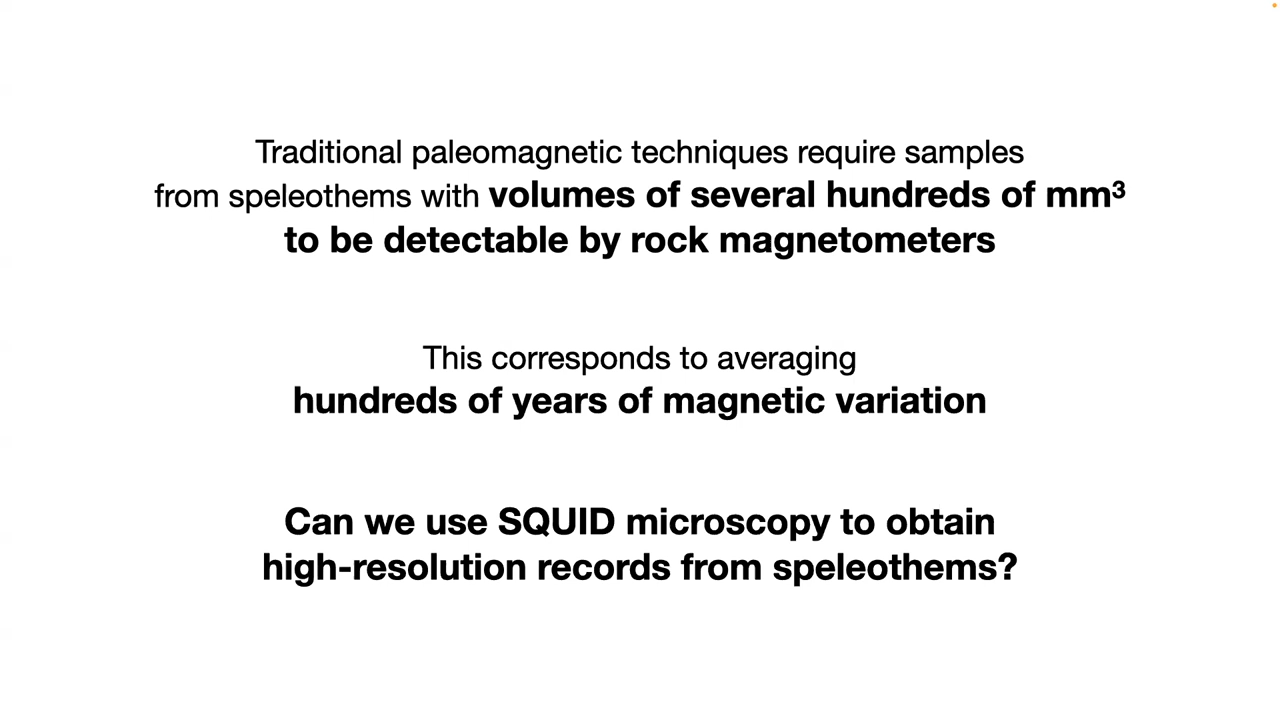 Traditional paleomagnetic techniques require samples
from speleothems with volumes of several hundreds of mm³
to be detectable by rock magnetometers
This corresponds to averaging
hundreds of years of magnetic variation
Can we use SQUID microscopy to obtain
high-resolution records from speleothems?